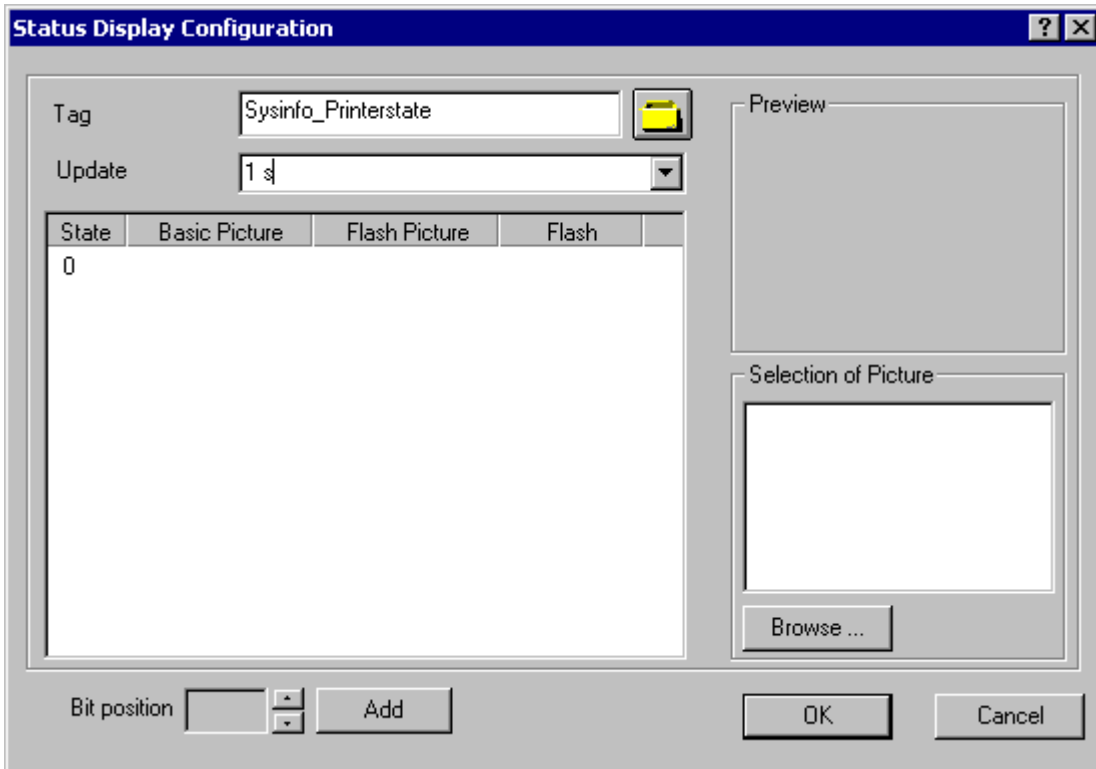 Status Display Configuration
Tag
Sysinfo_Printerstate
Update
1 s
State Basic Picture Flash Picture Flash
0
Preview
Selection of Picture
Browse ...
Bit position
Add
OK
Cancel